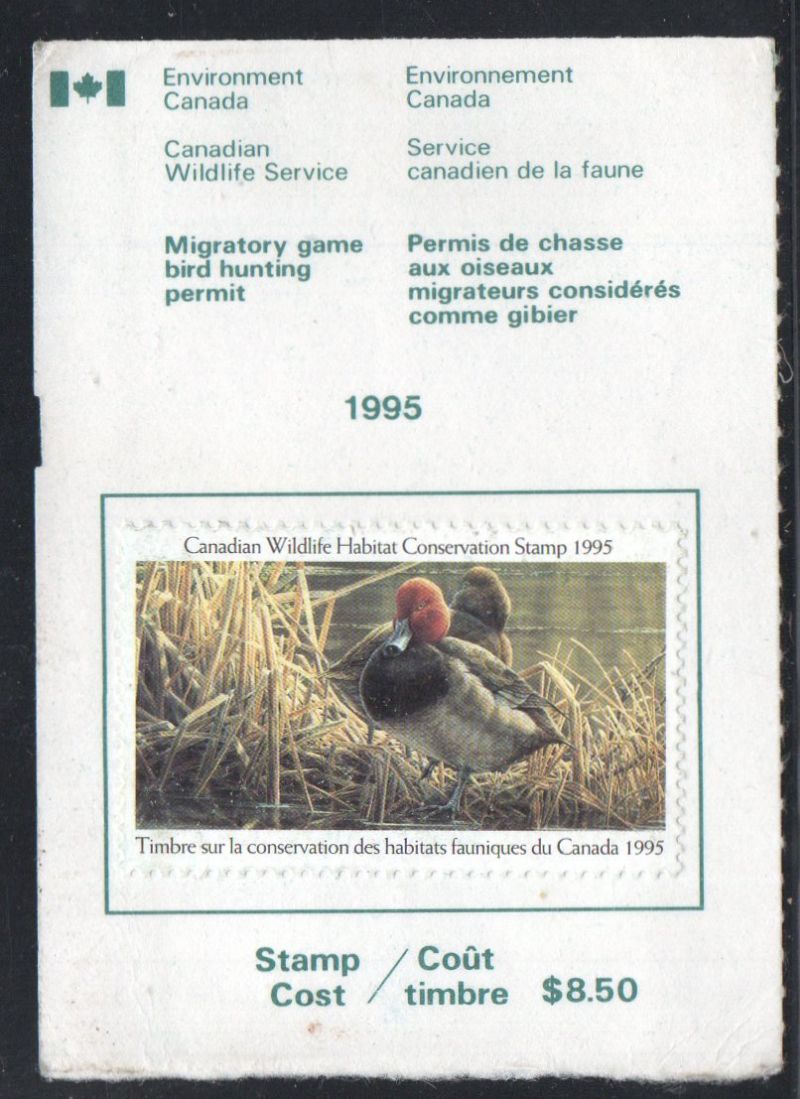 Environment
Canada
Environnement
Canada
Canadian
Wildlife Service
Service
canadien de la faune
Migratory game
bird hunting
permit
Permis de chasse
aux oiseaux
migrateurs considérés
comme gibier
1995
Canadian Wildlife Habitat Conservation Stamp 1995
Timbre sur la conservation des habitats fauniques du Canada 1995
Stamp / Coût
Cost / timbre $8.50